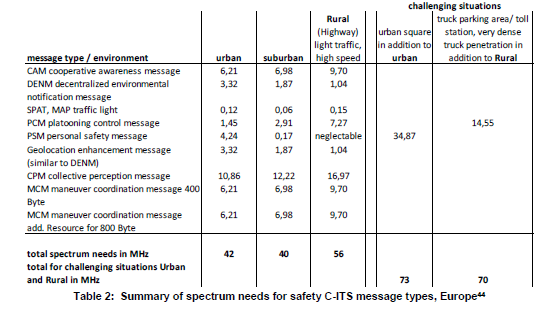 challenging situations
message type / environment urban suburban Rural (Highway) light traffic, high speed urban square in addition to urban truck parking area/ toll station, very dense truck penetration in addition to Rural
CAM cooperative awareness message 6,21 6,98 9,70
DENM decentralized environmental 3,32 1,87 1,04
notification message
SPAT, MAP traffic light 0,12 0,06 0,15
PCM platooning control message 1,45 2,91 7,27 14,55
PSM personal safety message 4,24 0,17 neglectable 34,87
Geolocation enhancement message 3,32 1,87 1,04
(similar to DENM)
CPM collective perception message 10,86 12,22 16,97
MCM maneuver coordination message 400 6,21 6,98 9,70
Byte
MCM maneuver coordination message 6,21 6,98 9,70
add. Resource for 800 Byte
total spectrum needs in MHz 42 40 56
total for challenging situations Urban
and Rural in MHz 73 70
Table 2: Summary of spectrum needs for safety C-ITS message types, Europe44